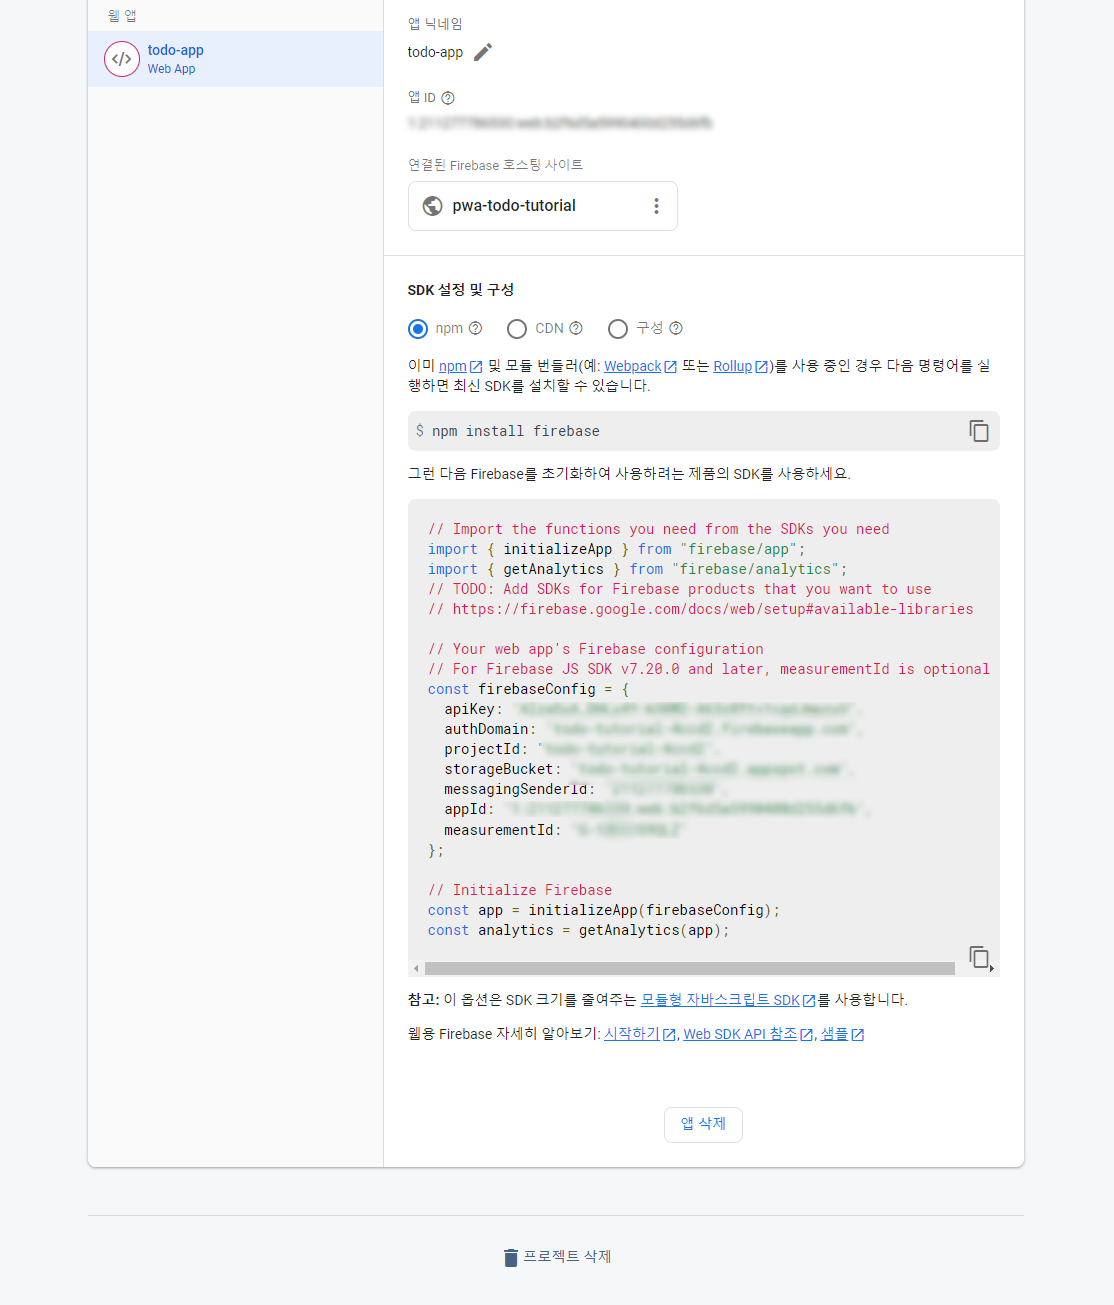 웹 앱
todo-app
Web App
앱 닉네임
todo-app
앱 ID
연결된 Firebase 호스팅 사이트
pwa-todo-tutorial
SDK 설정 및 구성
npm CDN 구성
이미 npm 및 모듈 번들러(예: Webpack 또는 Rollup)를 사용 중인 경우 다음 명령어를 실
행하면 최신 SDK를 설치할 수 있습니다.
$ npm install firebase
그런 다음 Firebase를 초기화하여 사용하려는 제품의 SDK를 사용하세요.
// Import the functions you need from the SDKs you need
import { initializeApp } from "firebase/app";
import { getAnalytics } from "firebase/analytics";
// TODO: Add SDKs for Firebase products that you want to use
// https://firebase.google.com/docs/web/setup#available-libraries
// Your web app's Firebase configuration
// For Firebase JS SDK v7.20.0 and later, measurementId is optional
const firebaseConfig = {
apiKey:
authDomain:
projectId:
storageBucket:
messagingSenderId:
appId:
measurementId:
};
// Initialize Firebase
const app = initializeApp(firebaseConfig);
const analytics = getAnalytics(app);
참고: 이 옵션은 SDK 크기를 줄여주는 모듈형 자바스크립트 SDK를 사용합니다.
웹용 Firebase 자세히 알아보기: 시작하기, Web SDK API 참조, 샘플
앱 삭제
프로젝트 삭제